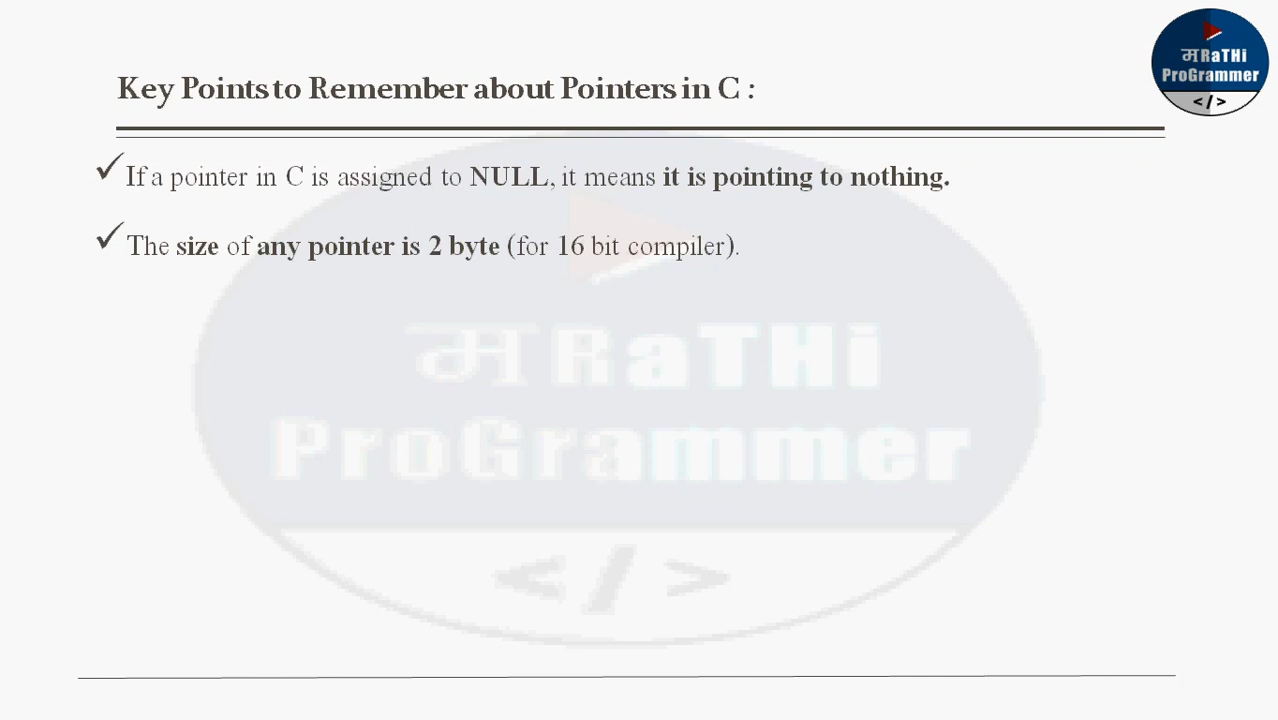 मRaTHi
ProGrammer
</>
Key Points to Remember about Pointers in C :
If a pointer in C is assigned to NULL, it means it is pointing to nothing.
The size of any pointer is 2 byte (for 16 bit compiler).
मRaTHi
ProGrammer
</>